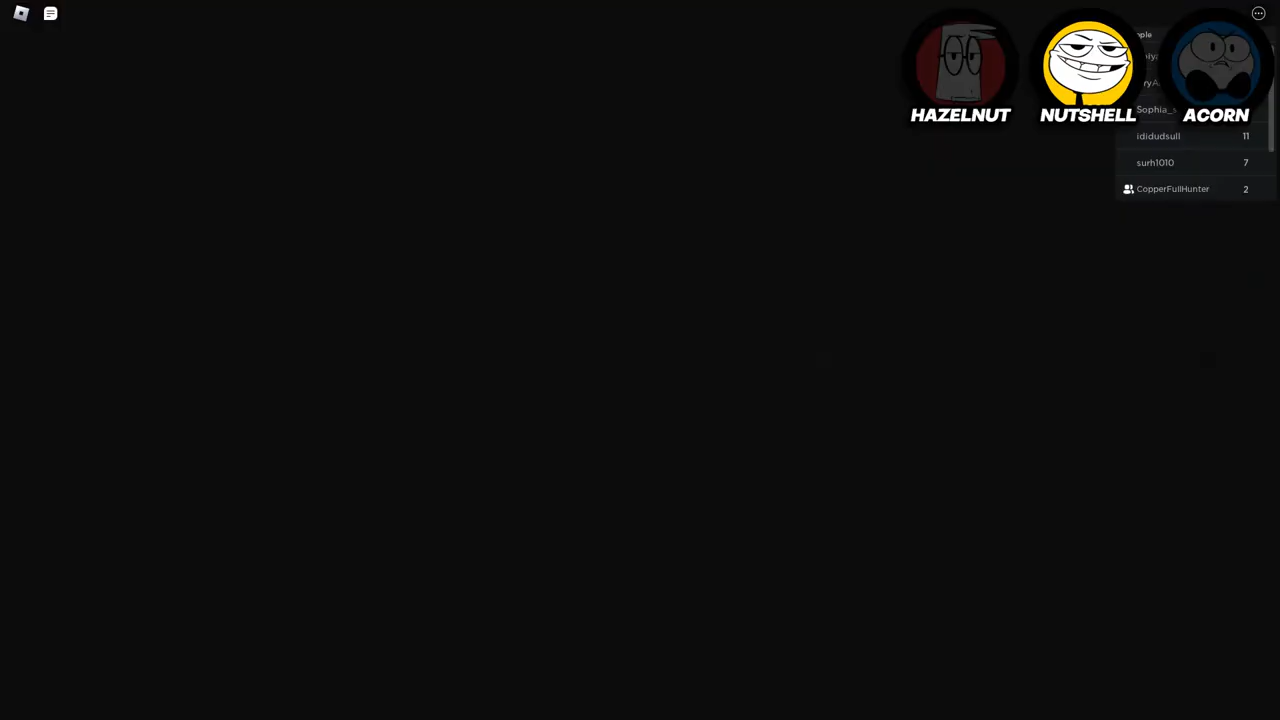 HAZELNUT
NUTSHELL
ACORN
ididudsull 11
surh1010 7
CopperFullHunter 2